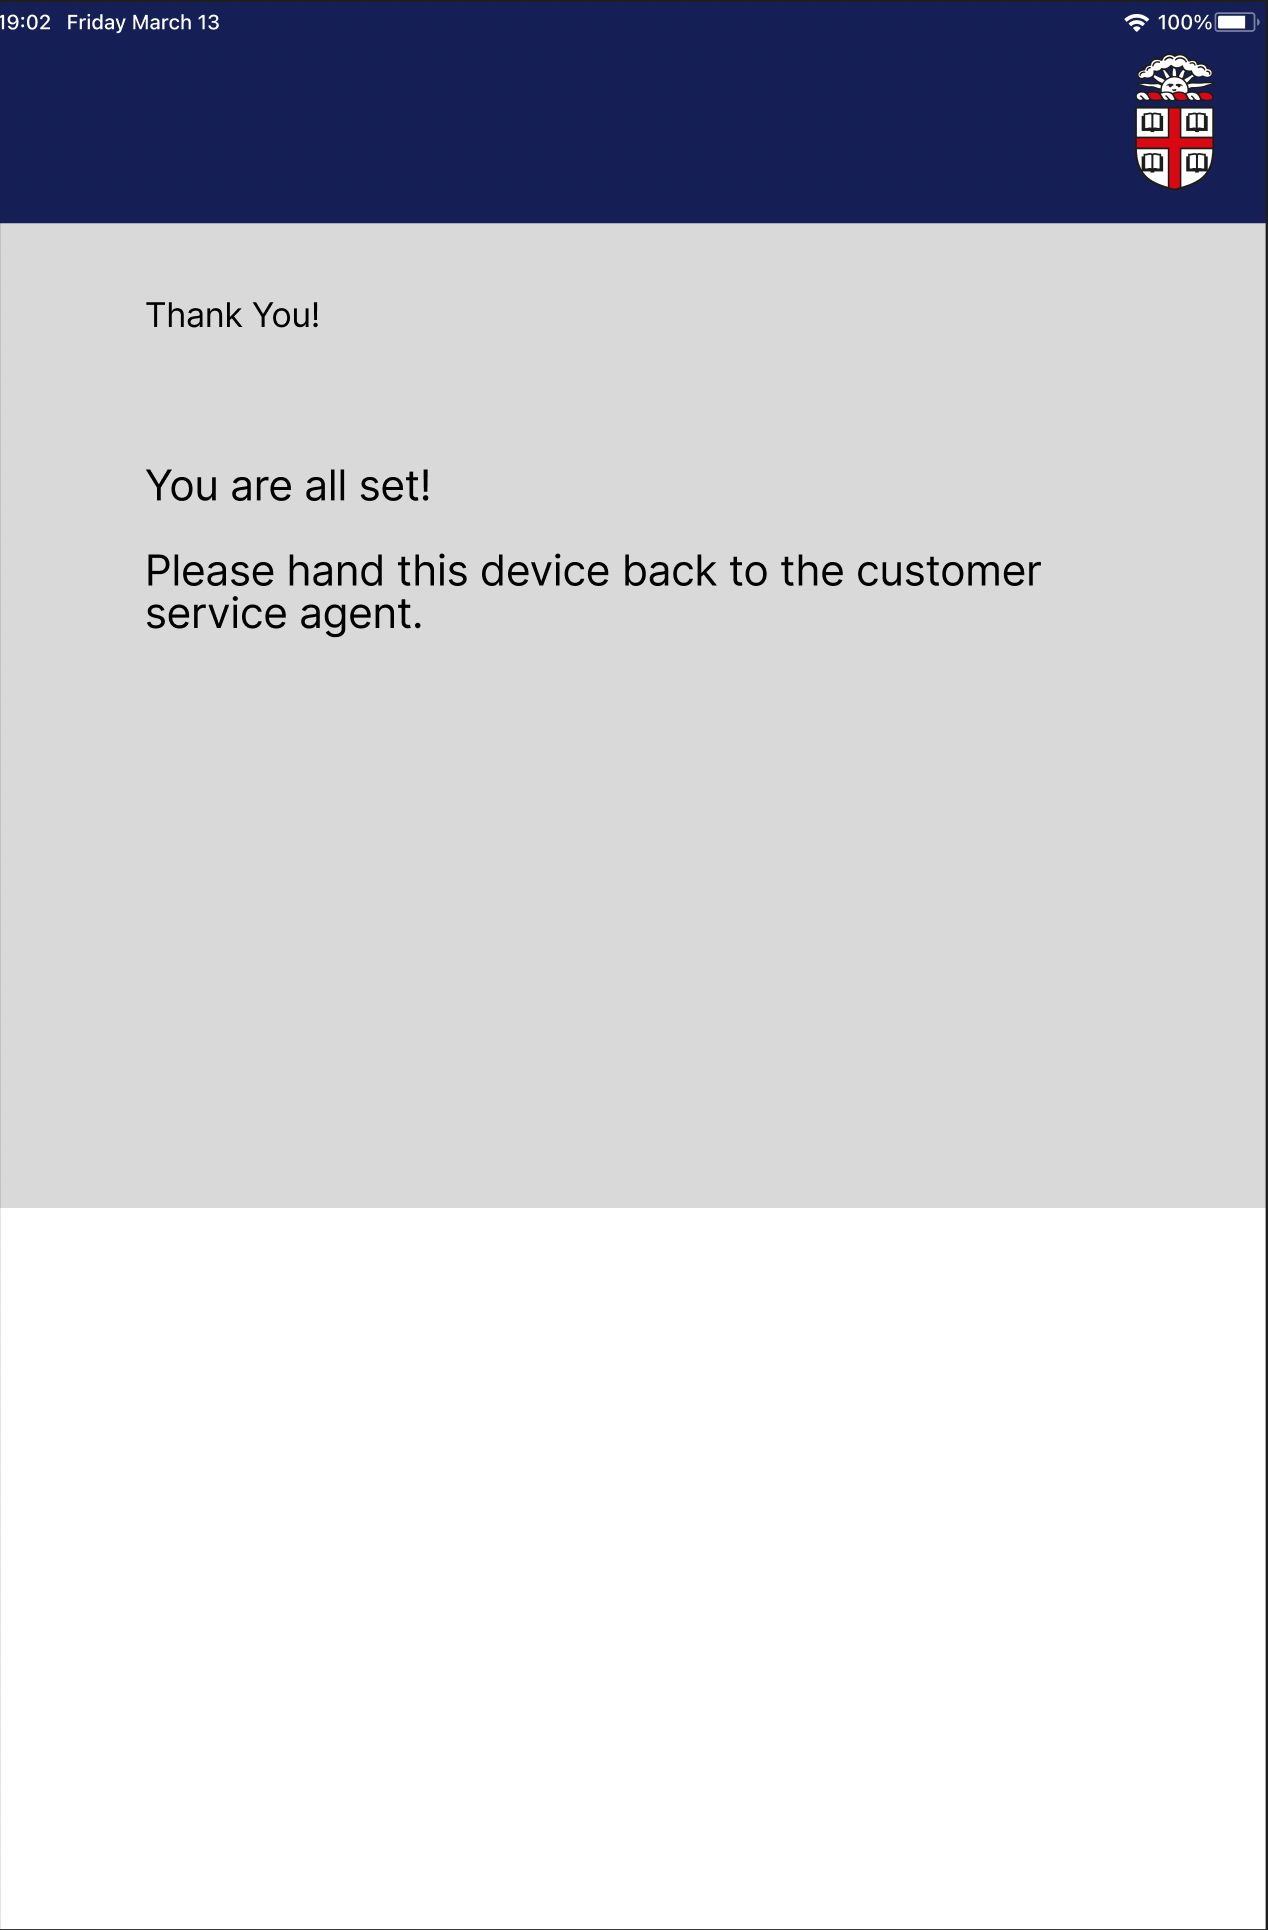 19:02 Friday March 13 100%
Thank You!
You are all set!
Please hand this device back to the customer
service agent.